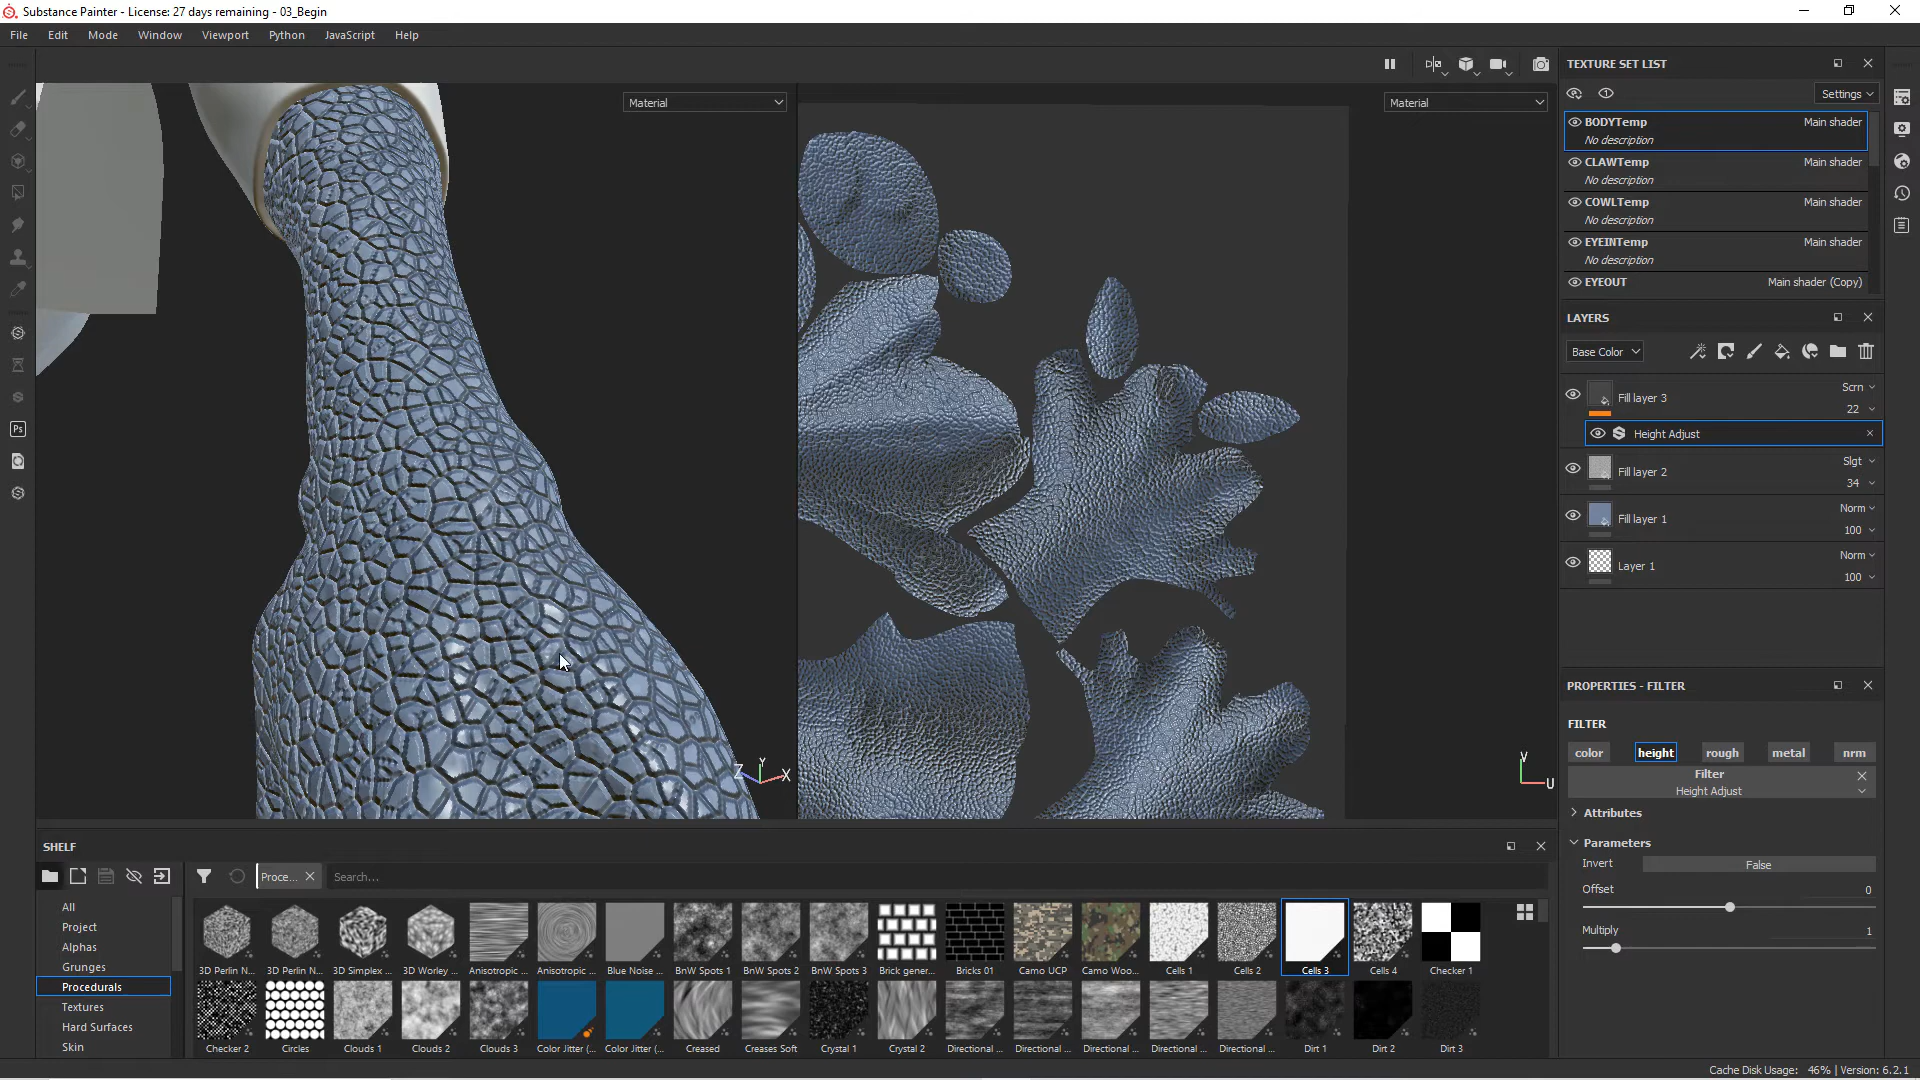 Substance Painter - License: 27 days remaining - 03_Begin
File Edit Mode Window Viewport Python JavaScript Help
Material
Material
Z Y X
V U
TEXTURE SET LIST
Settings
BODYTemp Main shader
No description
CLAWTemp Main shader
No description
COWLTemp Main shader
No description
EYEINTemp Main shader
No description
EYEOUT Main shader (Copy)
LAYERS
Base Color
Fill layer 3 Scrn
22
Height Adjust
Fill layer 2 Slgt
34
Fill layer 1 Norm
100
Layer 1 Norm
100
PROPERTIES - FILTER
FILTER
color height rough metal nrm
Filter
Height Adjust
Attributes
Parameters
Invert False
Offset 0
Multiply 1
Ps
SHELF
Proce... Search...
All
Project
Alphas
Grunges
Procedurals
Textures
Hard Surfaces
Skin
3D Perlin N... 3D Perlin N... 3D Simplex ... 3D Worley ... Anisotropic ... Anisotropic ... Blue Noise ... BnW Spots 1 BnW Spots 2 BnW Spots 3 Brick gener... Bricks 01 Camo UCP Camo Woo... Cells 1 Cells 2 Cells 3 Cells 4 Checker 1
Checker 2 Circles Clouds 1 Clouds 2 Clouds 3 Color Jitter (... Color Jitter (... Creased Creases Soft Crystal 1 Crystal 2 Directional ... Directional ... Directional ... Directional ... Directional ... Dirt 1 Dirt 2 Dirt 3
Cache Disk Usage: 46% | Version: 6.2.1